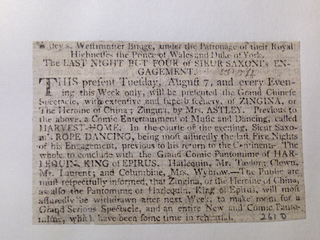 tley's, Westminster Bridge, under the Patronage of their Royal
Highnesses the Prince of Wales and Duke of York.
The LAST NIGHT BUT FOUR of SIEUR SAXONI's EN-
GAGEMENT.
THIS present Tuesday, August 7, and every Even-
ing this Week only, will be presented the Grand Chinese
Spectacle, with extensive and superb scenery, of ZINGINA, or
The Heroine of China; Zingari, by Mr. ASTLEY. Previous to
the above, a Comic Entertainment of Music and Dancing, called
HARVEST-HOME. In the course of the evening, Sieur Saxo-
ni's ROPE DANCING, being most assuredly the last Five Nights
of his Engagement, previous to his return to the Continent. The
whole to conclude with the Grand Comic Pantomime of HAR-
LEQUIN, KING of EPIRUS. Harlequin, Mr. ; Clown,
Mr. Laurent; and Columbine, Mrs. Wybrow.—The Public are
most respectfully informed, that Zingina, or the Heroine of China,
as also the Pantomime of Harlequin, King of Epirus, will most
assuredly be withdrawn after next Week, to make room for a
Grand Serious Spectacle, and an entire New and Comic Panto-
mime, which have been some time in rehearsal. 2610